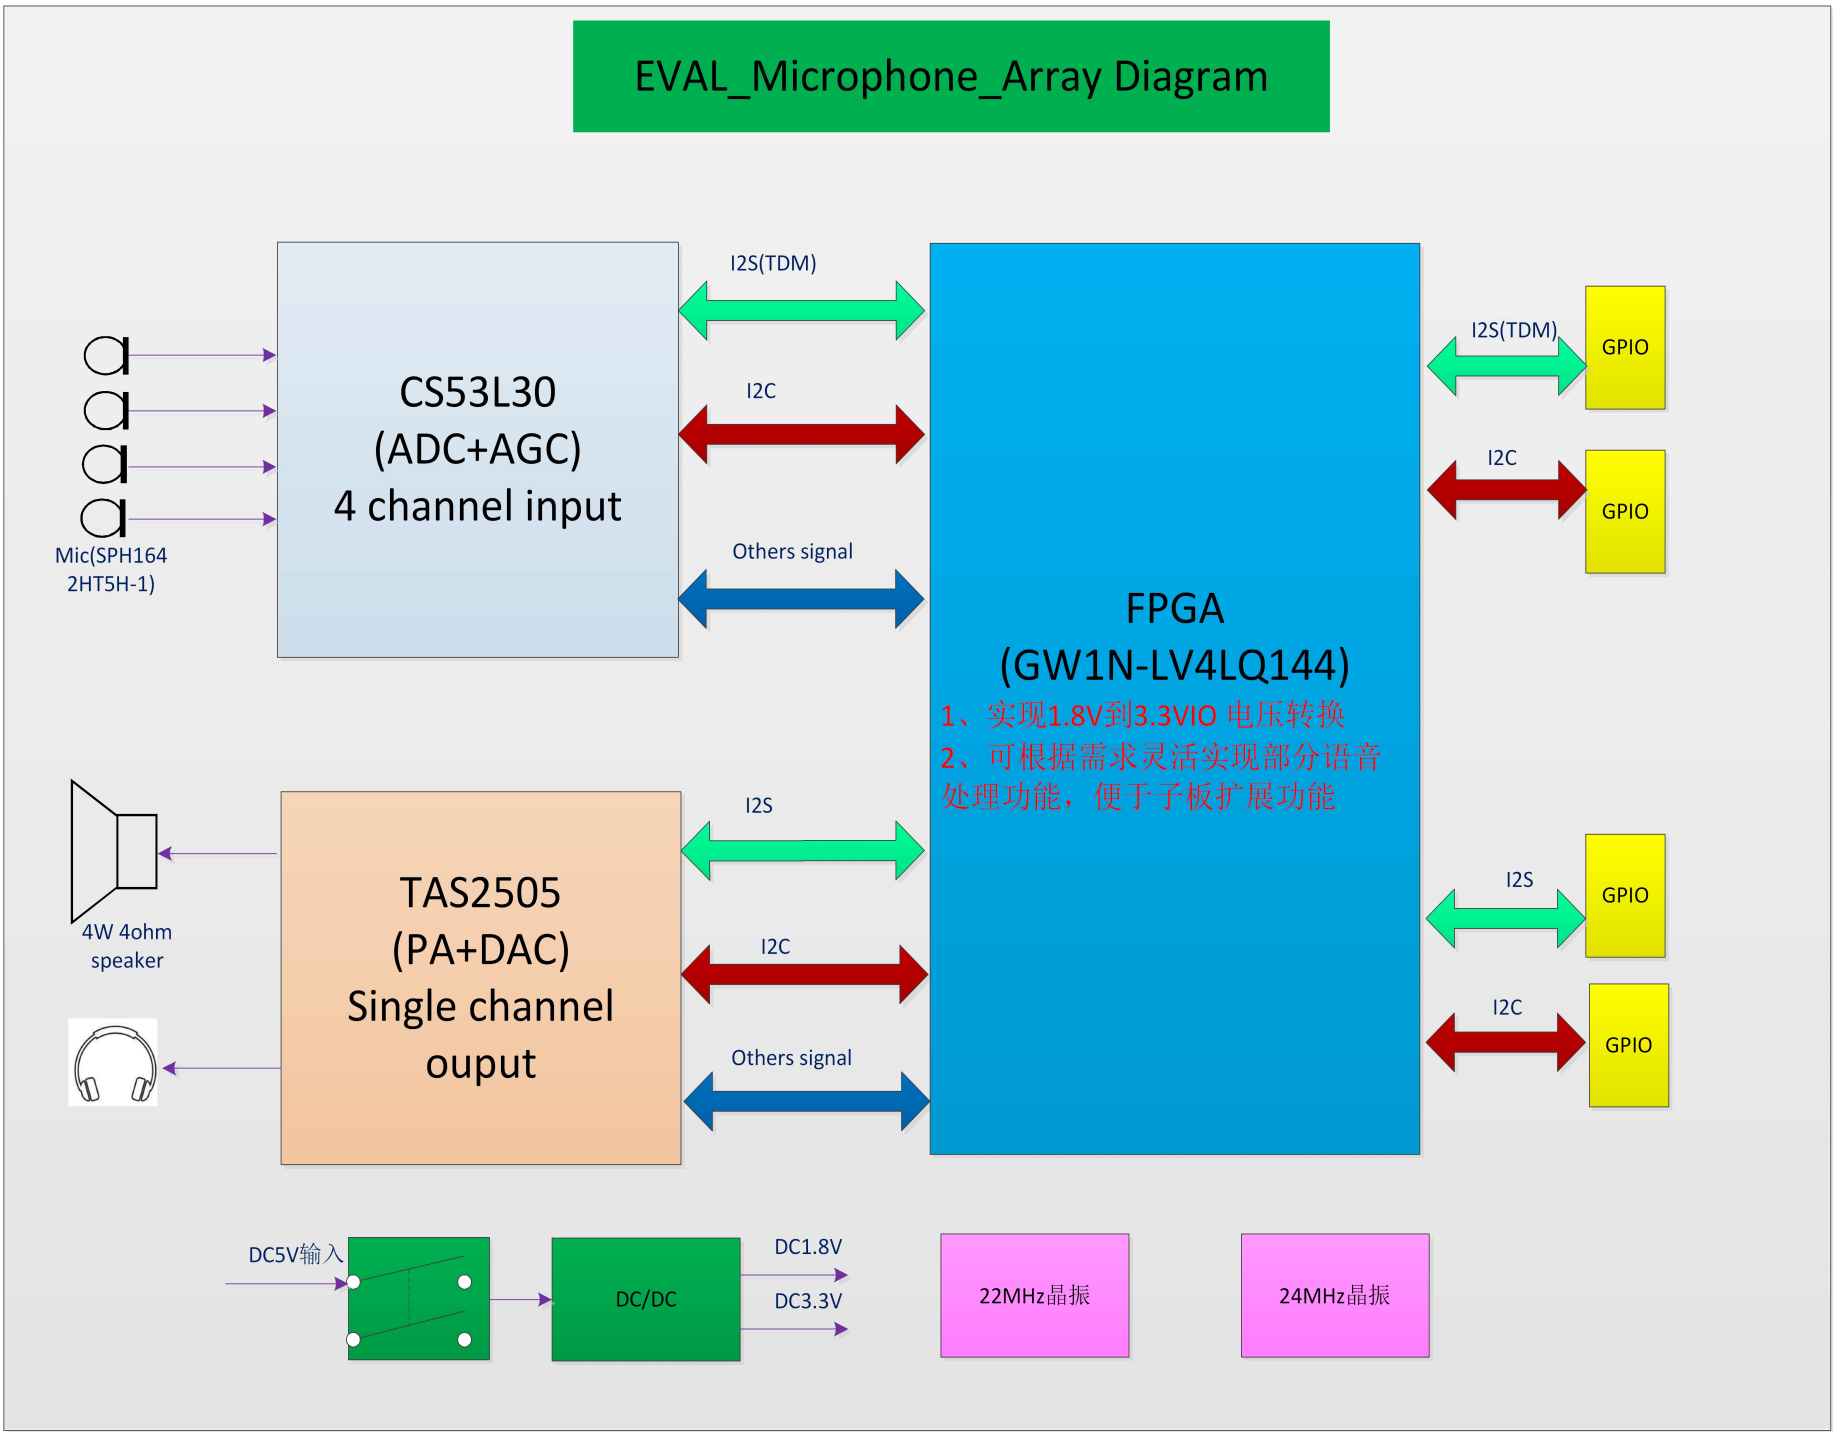 EVAL_Microphone_Array Diagram
I2S(TDM)
I2C
Others signal
CS53L30
(ADC+AGC)
4 channel input
Mic(SPH164
2HT5H-1)
FPGA
(GW1N-LV4LQ144)
1、实现1.8V到3.3VIO 电压转换
2、可根据需求灵活实现部分语音
处理功能，便于子板扩展功能
I2S(TDM)
GPIO
I2C
GPIO
4W 4ohm
speaker
TAS2505
(PA+DAC)
Single channel
ouput
I2S
I2C
Others signal
I2S
GPIO
I2C
GPIO
DC5V输入
DC/DC
DC1.8V
DC3.3V
22MHz晶振
24MHz晶振